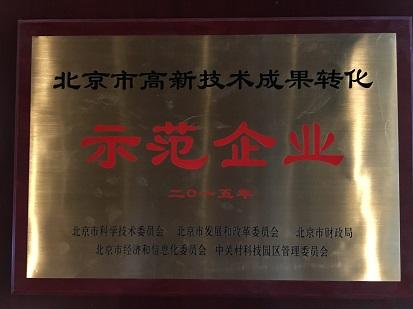 北京市高新技术成果转化
示范企业
二〇一五年
北京市科学技术委员会 北京市发展和改革委员会 北京市财政局
北京市经济和信息化委员会 中关村科技园区管理委员会